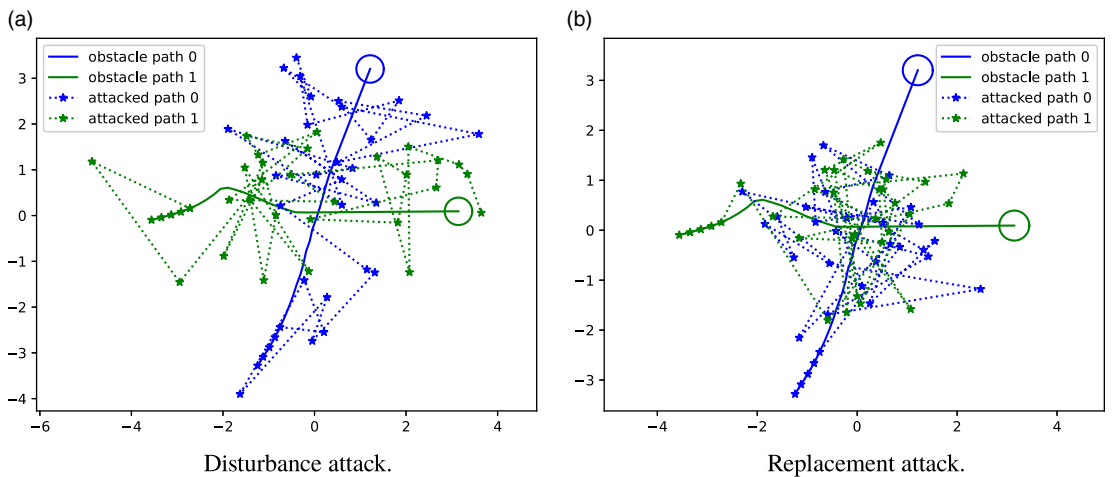 (a)
obstacle path 0
obstacle path 1
attacked path 0
attacked path 1
3
2
1
0
−1
−2
−3
−4
−6 −4 −2 0 2 4
Disturbance attack.
(b)
obstacle path 0
obstacle path 1
attacked path 0
attacked path 1
3
2
1
0
−1
−2
−3
−4 −2 0 2 4
Replacement attack.